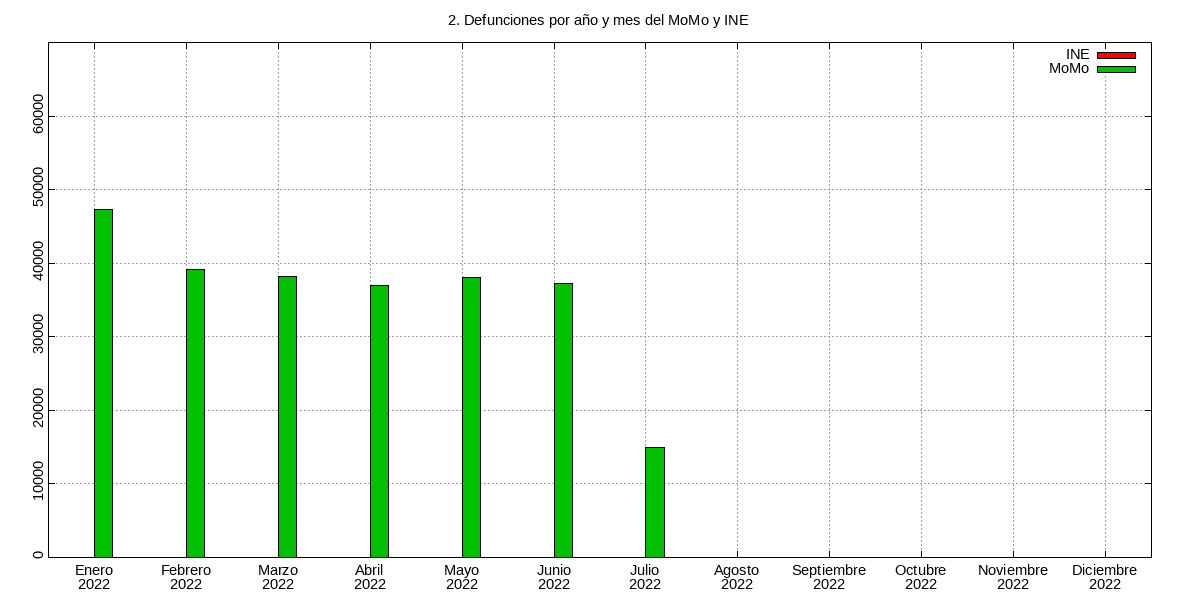 2. Defunciones por año y mes del MoMo y INE
INE
MoMo
60000
50000
40000
30000
20000
10000
0
Enero Febrero Marzo Abril Mayo Junio Julio Agosto Septiembre Octubre Noviembre Diciembre
2022 2022 2022 2022 2022 2022 2022 2022 2022 2022 2022 2022